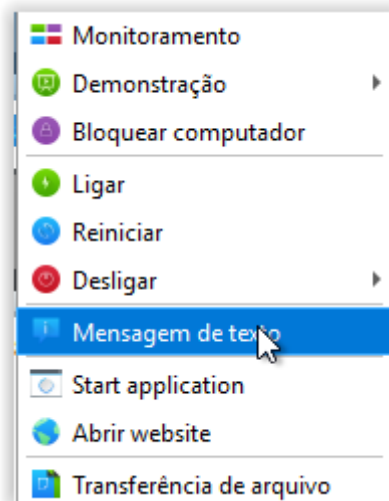 Monitoramento
Demonstração
Bloquear computador
Ligar
Reiniciar
Desligar
Mensagem de texto
Start application
Abrir website
Transferência de arquivo